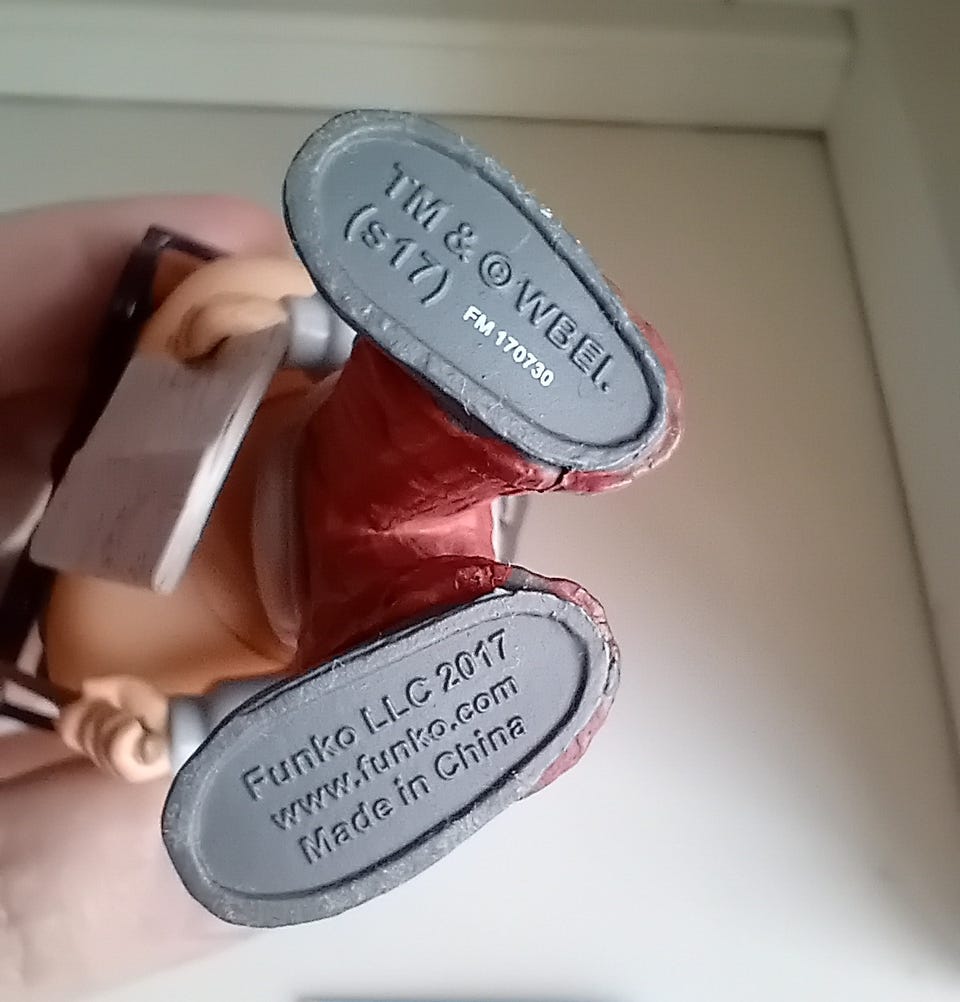 TM & © WBEI.
(s17)
FM 170730
Funko LLC 2017
www.funko.com
Made in China